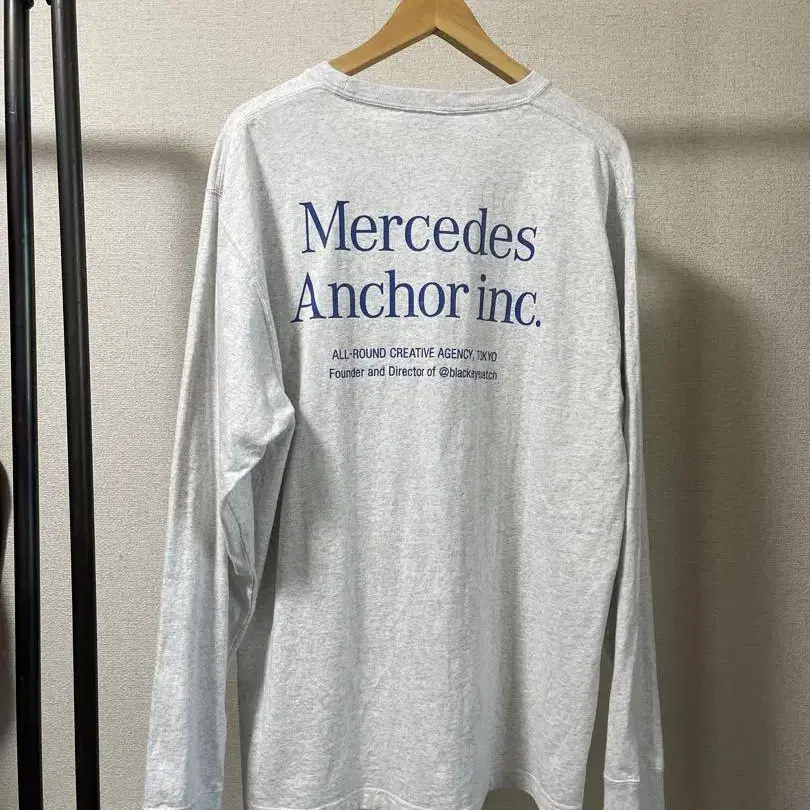 Mercedes
Anchor inc.
ALL-ROUND CREATIVE AGENCY, TOKYO
Founder and Director of @blackeyepatch